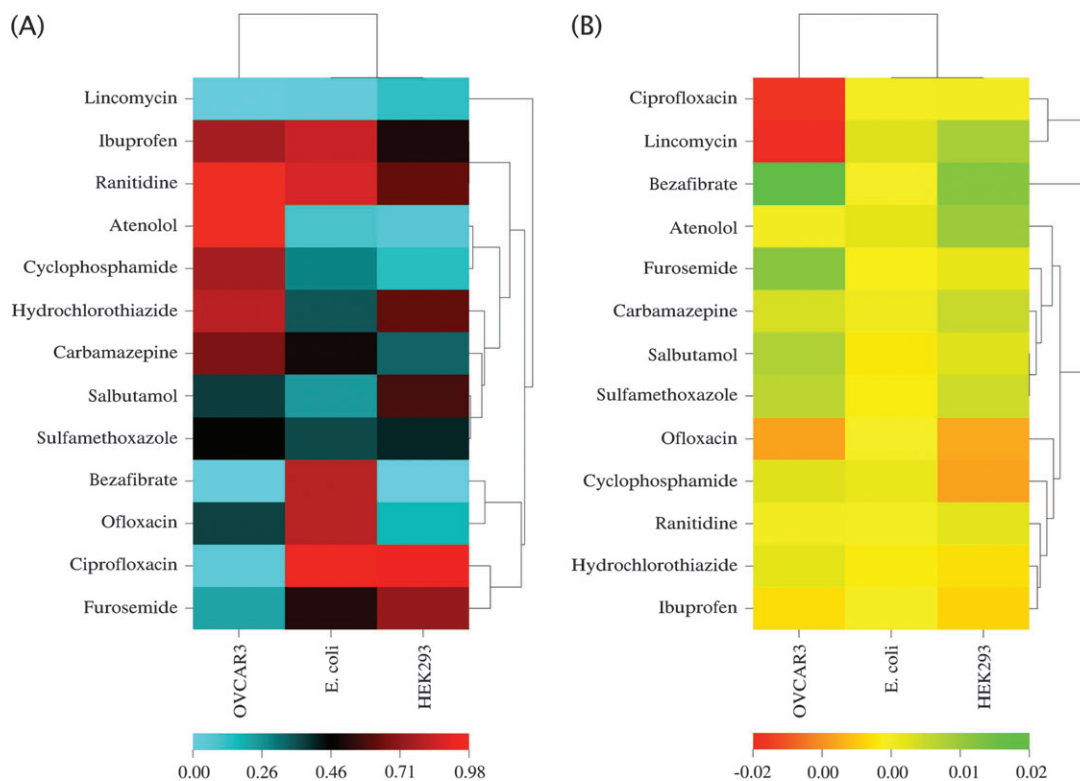 (A)
Lincomycin
Ibuprofen
Ranitidine
Atenolol
Cyclophosphamide
Hydrochlorothiazide
Carbamazepine
Salbutamol
Sulfamethoxazole
Bezafibrate
Ofloxacin
Ciprofloxacin
Furosemide
OVCAR3
E. coli
HEK293
0.00 0.26 0.46 0.71 0.98
(B)
Ciprofloxacin
Lincomycin
Bezafibrate
Atenolol
Furosemide
Carbamazepine
Salbutamol
Sulfamethoxazole
Ofloxacin
Cyclophosphamide
Ranitidine
Hydrochlorothiazide
Ibuprofen
OVCAR3
E. coli
HEK293
-0.02 0.00 0.00 0.01 0.02